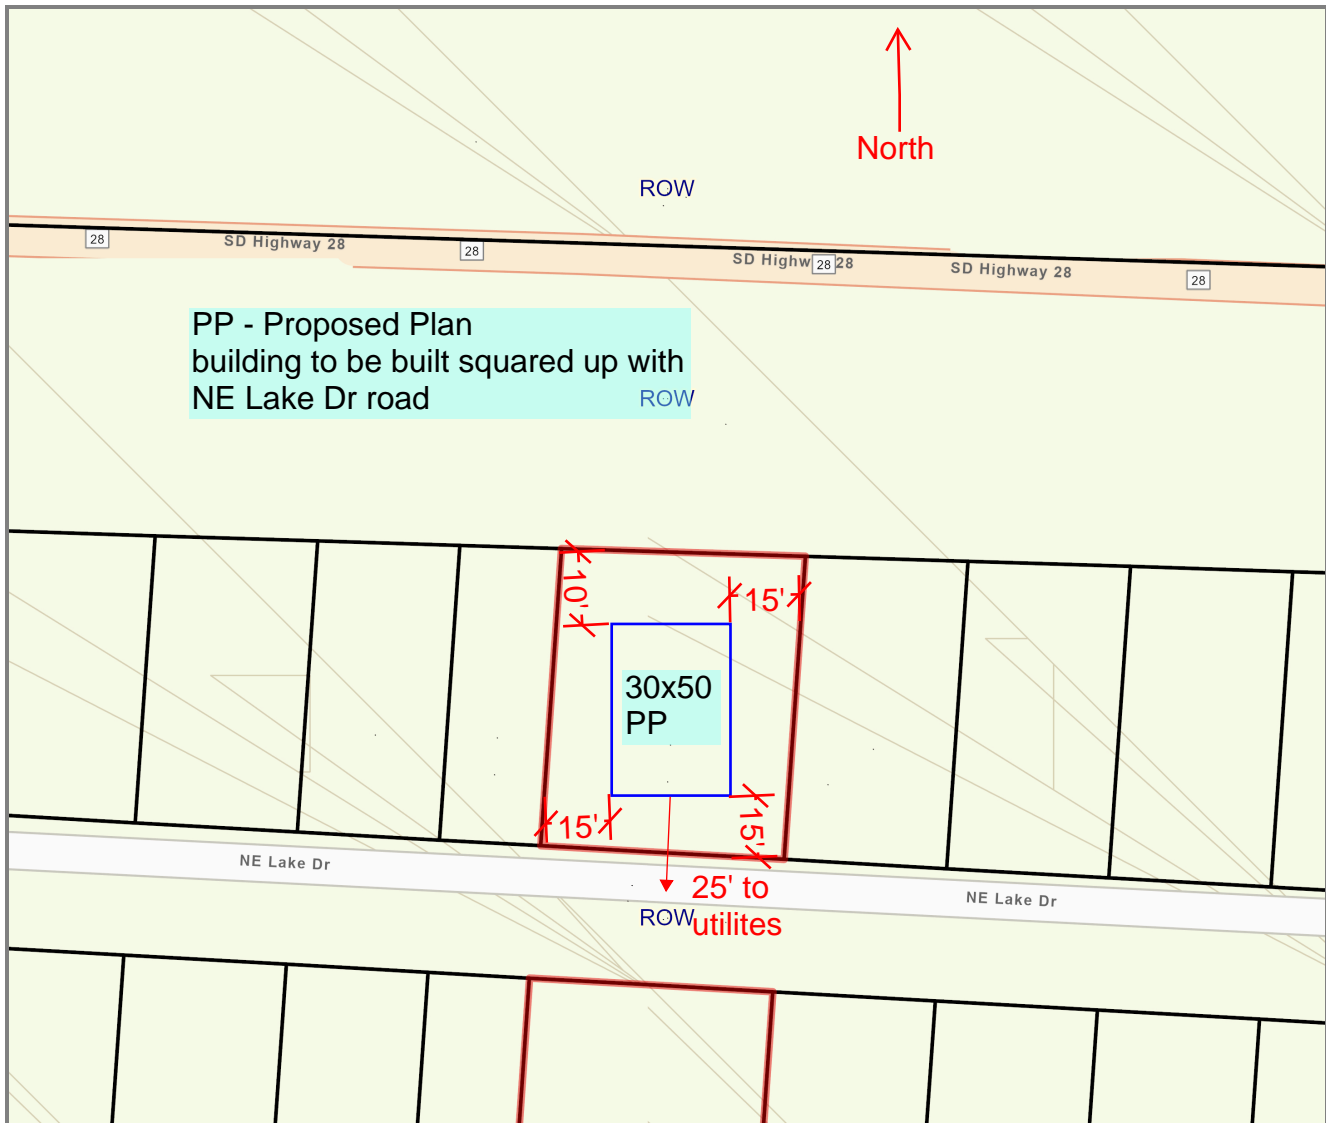 North
ROW
28
SD Highway 28
28
SD Highway 28
28
SD Highway 28
28
PP - Proposed Plan
building to be built squared up with
NE Lake Dr road
ROW
10'
15'
30x50
PP
15'
15'
NE Lake Dr
25' to
utilites
NE Lake Dr
ROW